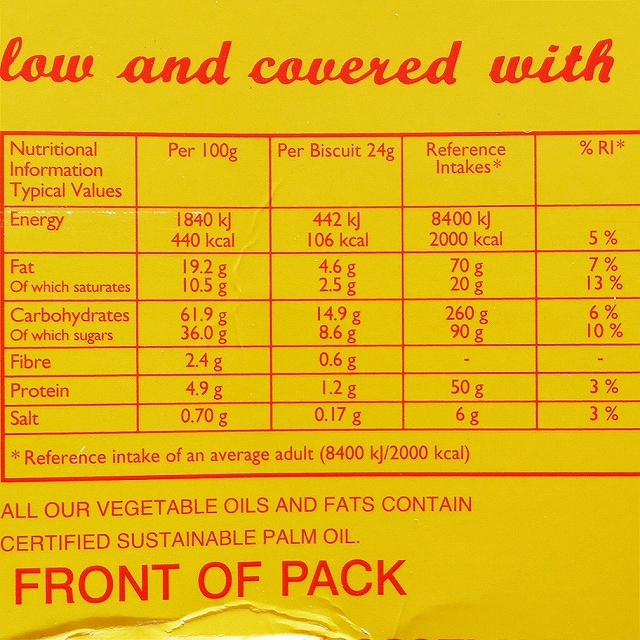 low and covered with
Nutritional Information Typical Values Per 100g Per Biscuit 24g Reference Intakes* % RI*
Energy 1840 kJ 442 kJ 8400 kJ
440 kcal 106 kcal 2000 kcal 5 %
Fat 19.2 g 4.6 g 70 g 7 %
Of which saturates 10.5 g 2.5 g 20 g 13 %
Carbohydrates 61.9 g 14.9 g 260 g 6 %
Of which sugars 36.0 g 8.6 g 90 g 10 %
Fibre 2.4 g 0.6 g - -
Protein 4.9 g 1.2 g 50 g 3 %
Salt 0.70 g 0.17 g 6 g 3 %
* Reference intake of an average adult (8400 kJ/2000 kcal)
ALL OUR VEGETABLE OILS AND FATS CONTAIN
CERTIFIED SUSTAINABLE PALM OIL.
FRONT OF PACK